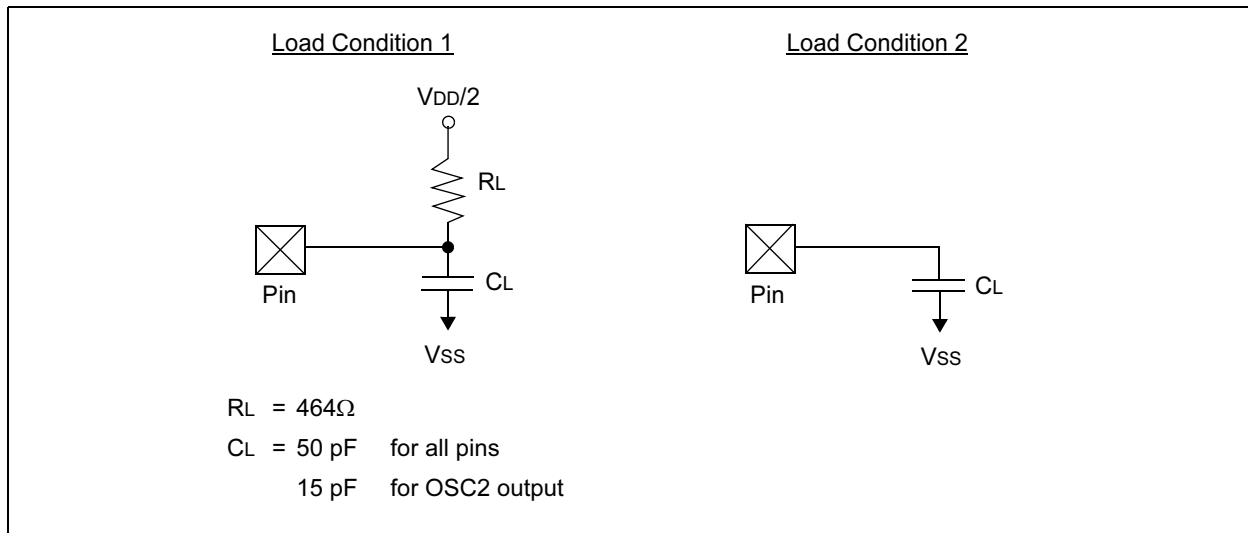 Load Condition 1
VDD/2
RL
Pin
CL
VSS
RL = 464Ω
CL = 50 pF for all pins
15 pF for OSC2 output
Load Condition 2
Pin
CL
VSS